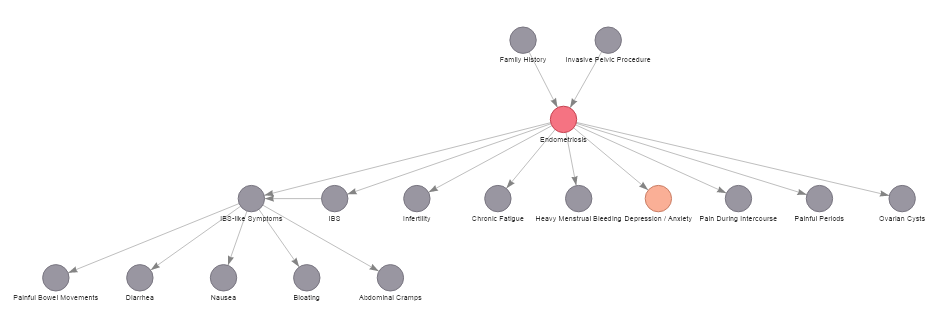 Family History
Invasive Pelvic Procedure
Endometriosis
IBS-like Symptoms
IBS
Infertility
Chronic Fatigue
Heavy Menstrual Bleeding
Depression / Anxiety
Pain During Intercourse
Painful Periods
Ovarian Cysts
Painful Bowel Movements
Diarrhea
Nausea
Bloating
Abdominal Cramps